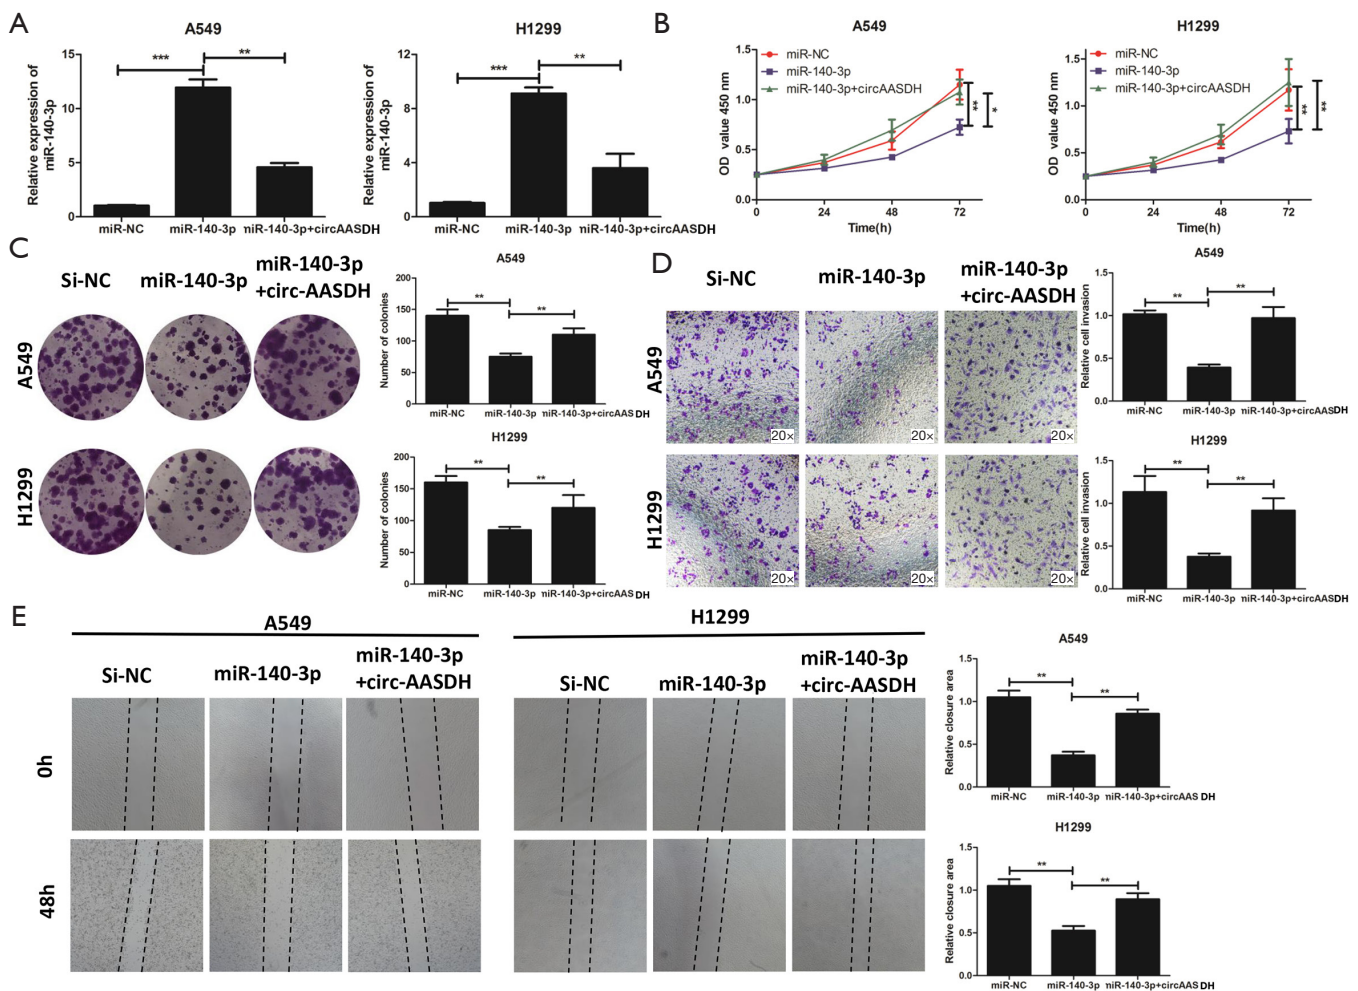 A
A549
Relative expression of
miR-140-3p
15
10
5
0
***
**
miR-NC
miR-140-3p
niR-140-3p+circAASDH
H1299
Relative expression of
miR-140-3p
12
8
4
0
***
**
miR-NC
miR-140-3p
niR-140-3p+circAASDH
B
A549
OD value 450 nm
1.5
1.0
0.5
0.0
miR-NC
miR-140-3p
miR-140-3p+circAASDH
**
*
0
24
48
72
Time(h)
H1299
OD value 450 nm
1.5
1.0
0.5
0.0
miR-NC
miR-140-3p
miR-140-3p+circAASDH
**
**
0
24
48
72
Time(h)
C
Si-NC
miR-140-3p
miR-140-3p
+circ-AASDH
A549
H1299
A549
Number of colonies
200
150
100
50
0
**
**
miR-NC
miR-140-3p
niR-140-3p+circAAS DH
H1299
Number of colonies
200
150
100
50
0
**
**
miR-NC
miR-140-3p
niR-140-3p+circAAS DH
D
Si-NC
miR-140-3p
miR-140-3p
+circ-AASDH
A549
20×
20×
20×
H1299
20×
20×
20×
A549
Relative cell invasion
1.5
1.0
0.5
0.0
**
**
miR-NC
miR-140-3p
niR-140-3p+circAASDH
H1299
Relative cell invasion
1.5
1.0
0.5
0.0
**
**
miR-NC
miR-140-3p
niR-140-3p+circAASDH
E
A549
Si-NC
miR-140-3p
miR-140-3p
+circ-AASDH
H1299
Si-NC
miR-140-3p
miR-140-3p
+circ-AASDH
0h
48h
A549
Relative closure area
1.5
1.0
0.5
0.0
**
**
miR-NC
miR-140-3p
niR-140-3p+circAAS DH
H1299
Relative closure area
1.5
1.0
0.5
0.0
**
**
miR-NC
miR-140-3p
niR-140-3p+circAAS DH